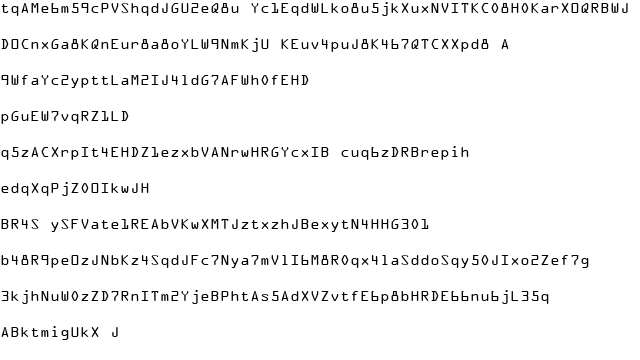 tqAMe6m59cPVShqdJGU2eQ8u Yc1EqdWLko8u5jkXuxNVITKC08H0KarXOQRBWJ
DOCnxGa8KQnEur8a8oYLW9NmKjU KEuv4puJ8K467QTCXXpd8 A
9WfaYc2ypttLaM2IJ41dG7AFWh0fEHD
pGuEW7vqRZ1LD
q5zACXrpIt4EHDZ1ezxbVANrwHRGYcxIB cuq6zDRBrepih
edqXqPjZ0OIkwJH
BR4S ySFVate1REAbVKwXMTJztxzhJBexytN4HHG301
b48R9peOzJNbKz4SqdJFc7Nya7mV1I6M8R0qx41aSddoSqy50JIxo2Zef7g
3kjhNuW0zZD7RnITm2YjeBPhtAs5AdXVZvtfE6p8bHRDE66nu6jL35q
ABktmigUkX J